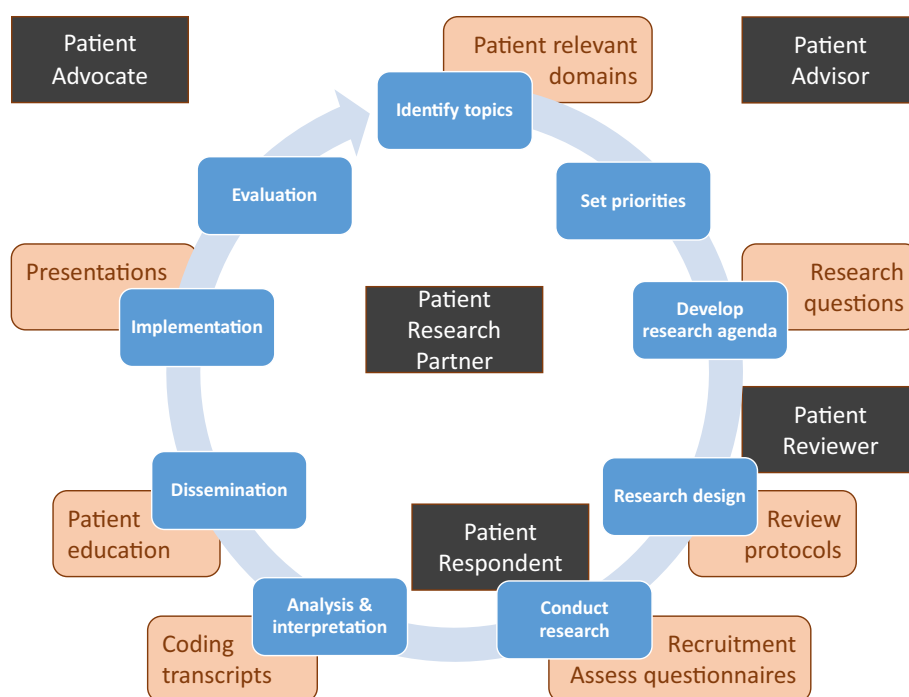 Patient
Advocate
Patient relevant
domains
Patient
Advisor
Identify topics
Evaluation
Set priorities
Presentations
Research
questions
Implementation
Patient
Research
Partner
Develop
research agenda
Patient
Reviewer
Dissemination
Research design
Patient
education
Patient
Respondent
Review
protocols
Analysis &
interpretation
Conduct
research
Coding
transcripts
Recruitment
Assess questionnaires